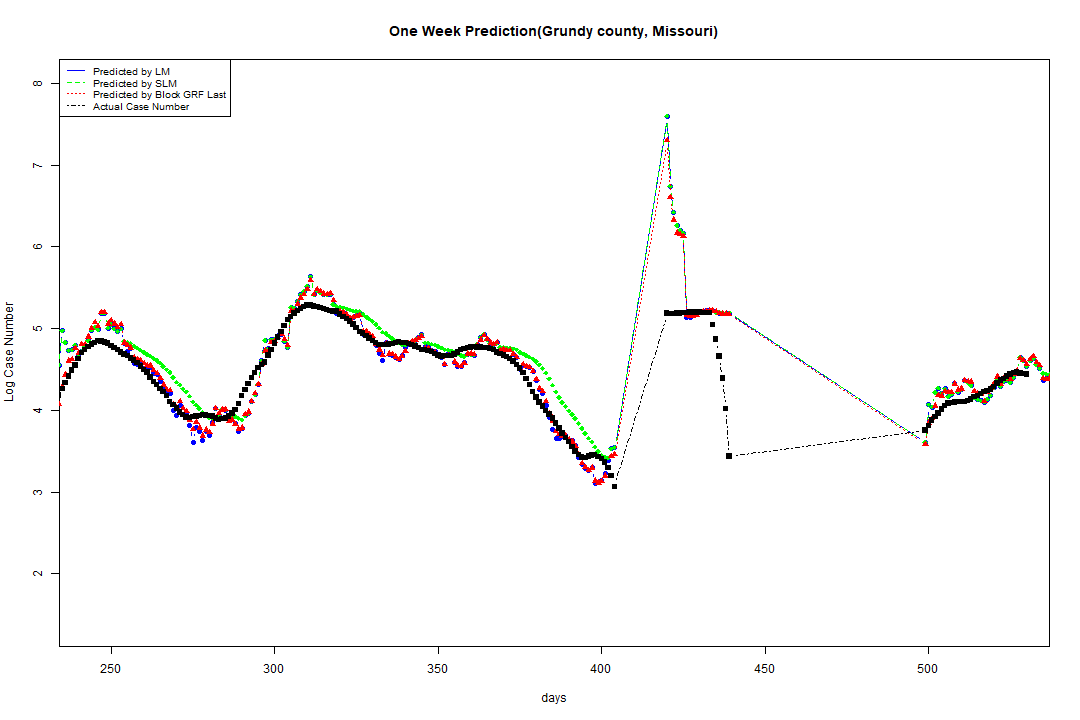 One Week Prediction(Grundy county, Missouri)
Predicted by LM
Predicted by SLM
Predicted by Block GRF Last
Actual Case Number
8
7
6
5
4
3
2
Log Case Number
250
300
350
400
450
500
days